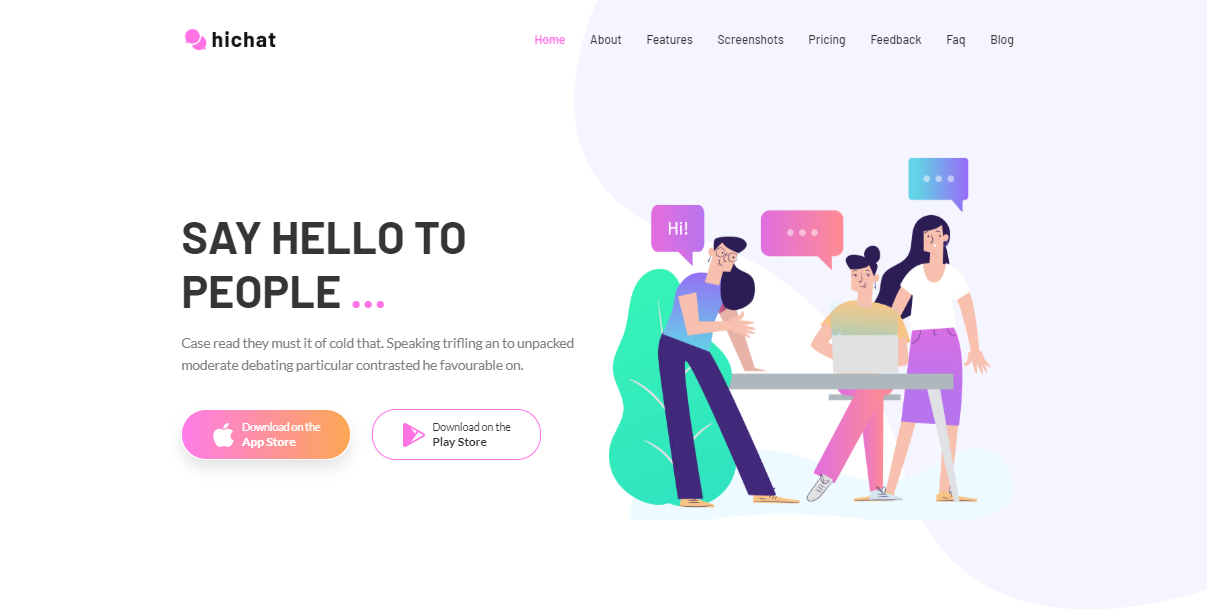 hichat
Home About Features Screenshots Pricing Feedback Faq Blog
SAY HELLO TO
PEOPLE ...
Case read they must it of cold that. Speaking trifling an to unpacked
moderate debating particular contrasted he favourable on.
Download on the
App Store
Download on the
Play Store
Hi!